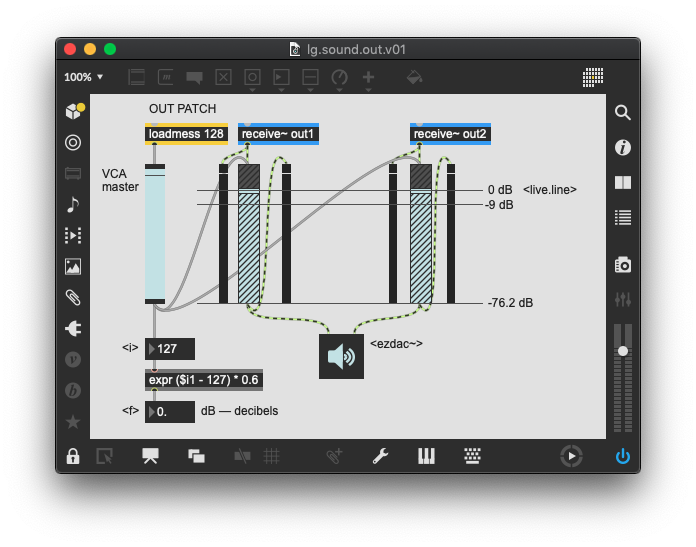 lg.sound.out.v01
100%
OUT PATCH
loadmess 128
receive~ out1
receive~ out2
VCA
master
0 dB
<live.line>
-9 dB
-76.2 dB
<i>
127
<ezdac~>
expr ($i1 - 127) * 0.6
<f>
0.
dB — decibels